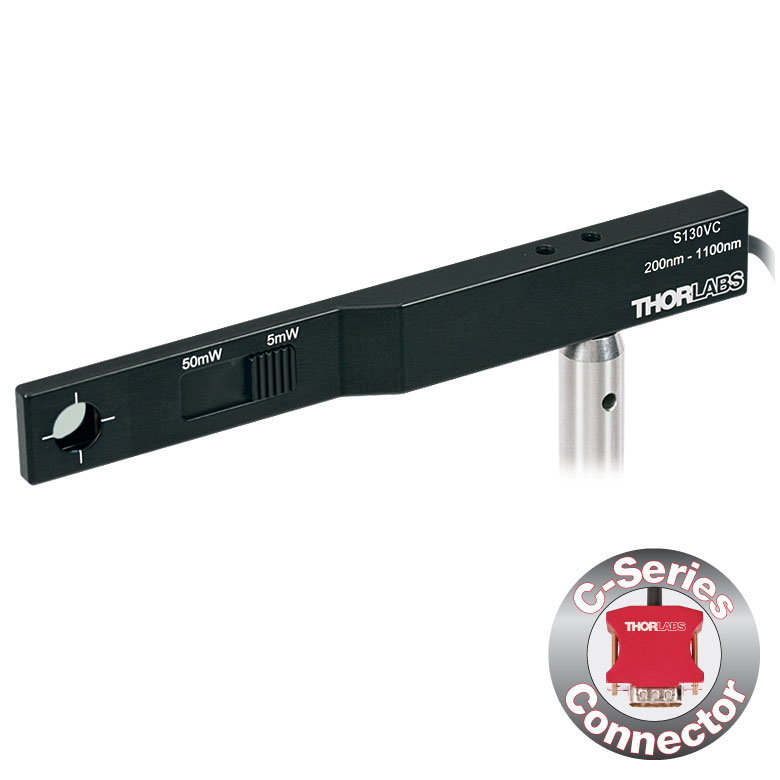 S130VC
200nm - 1100nm
THORLABS
50mW
5mW
C-Series
THORLABS
Connector